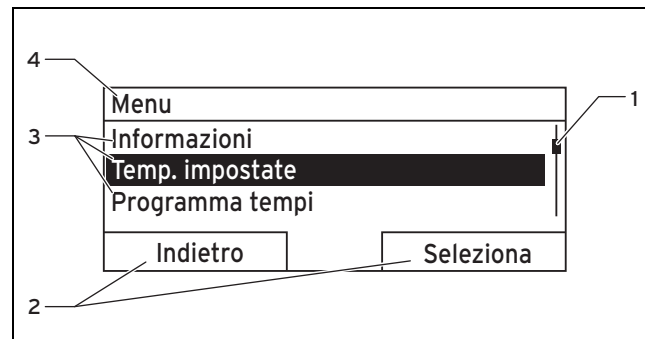 4
Menu
1
3
Informazioni
Temp. impostate
Programma tempi
Indietro Seleziona
2